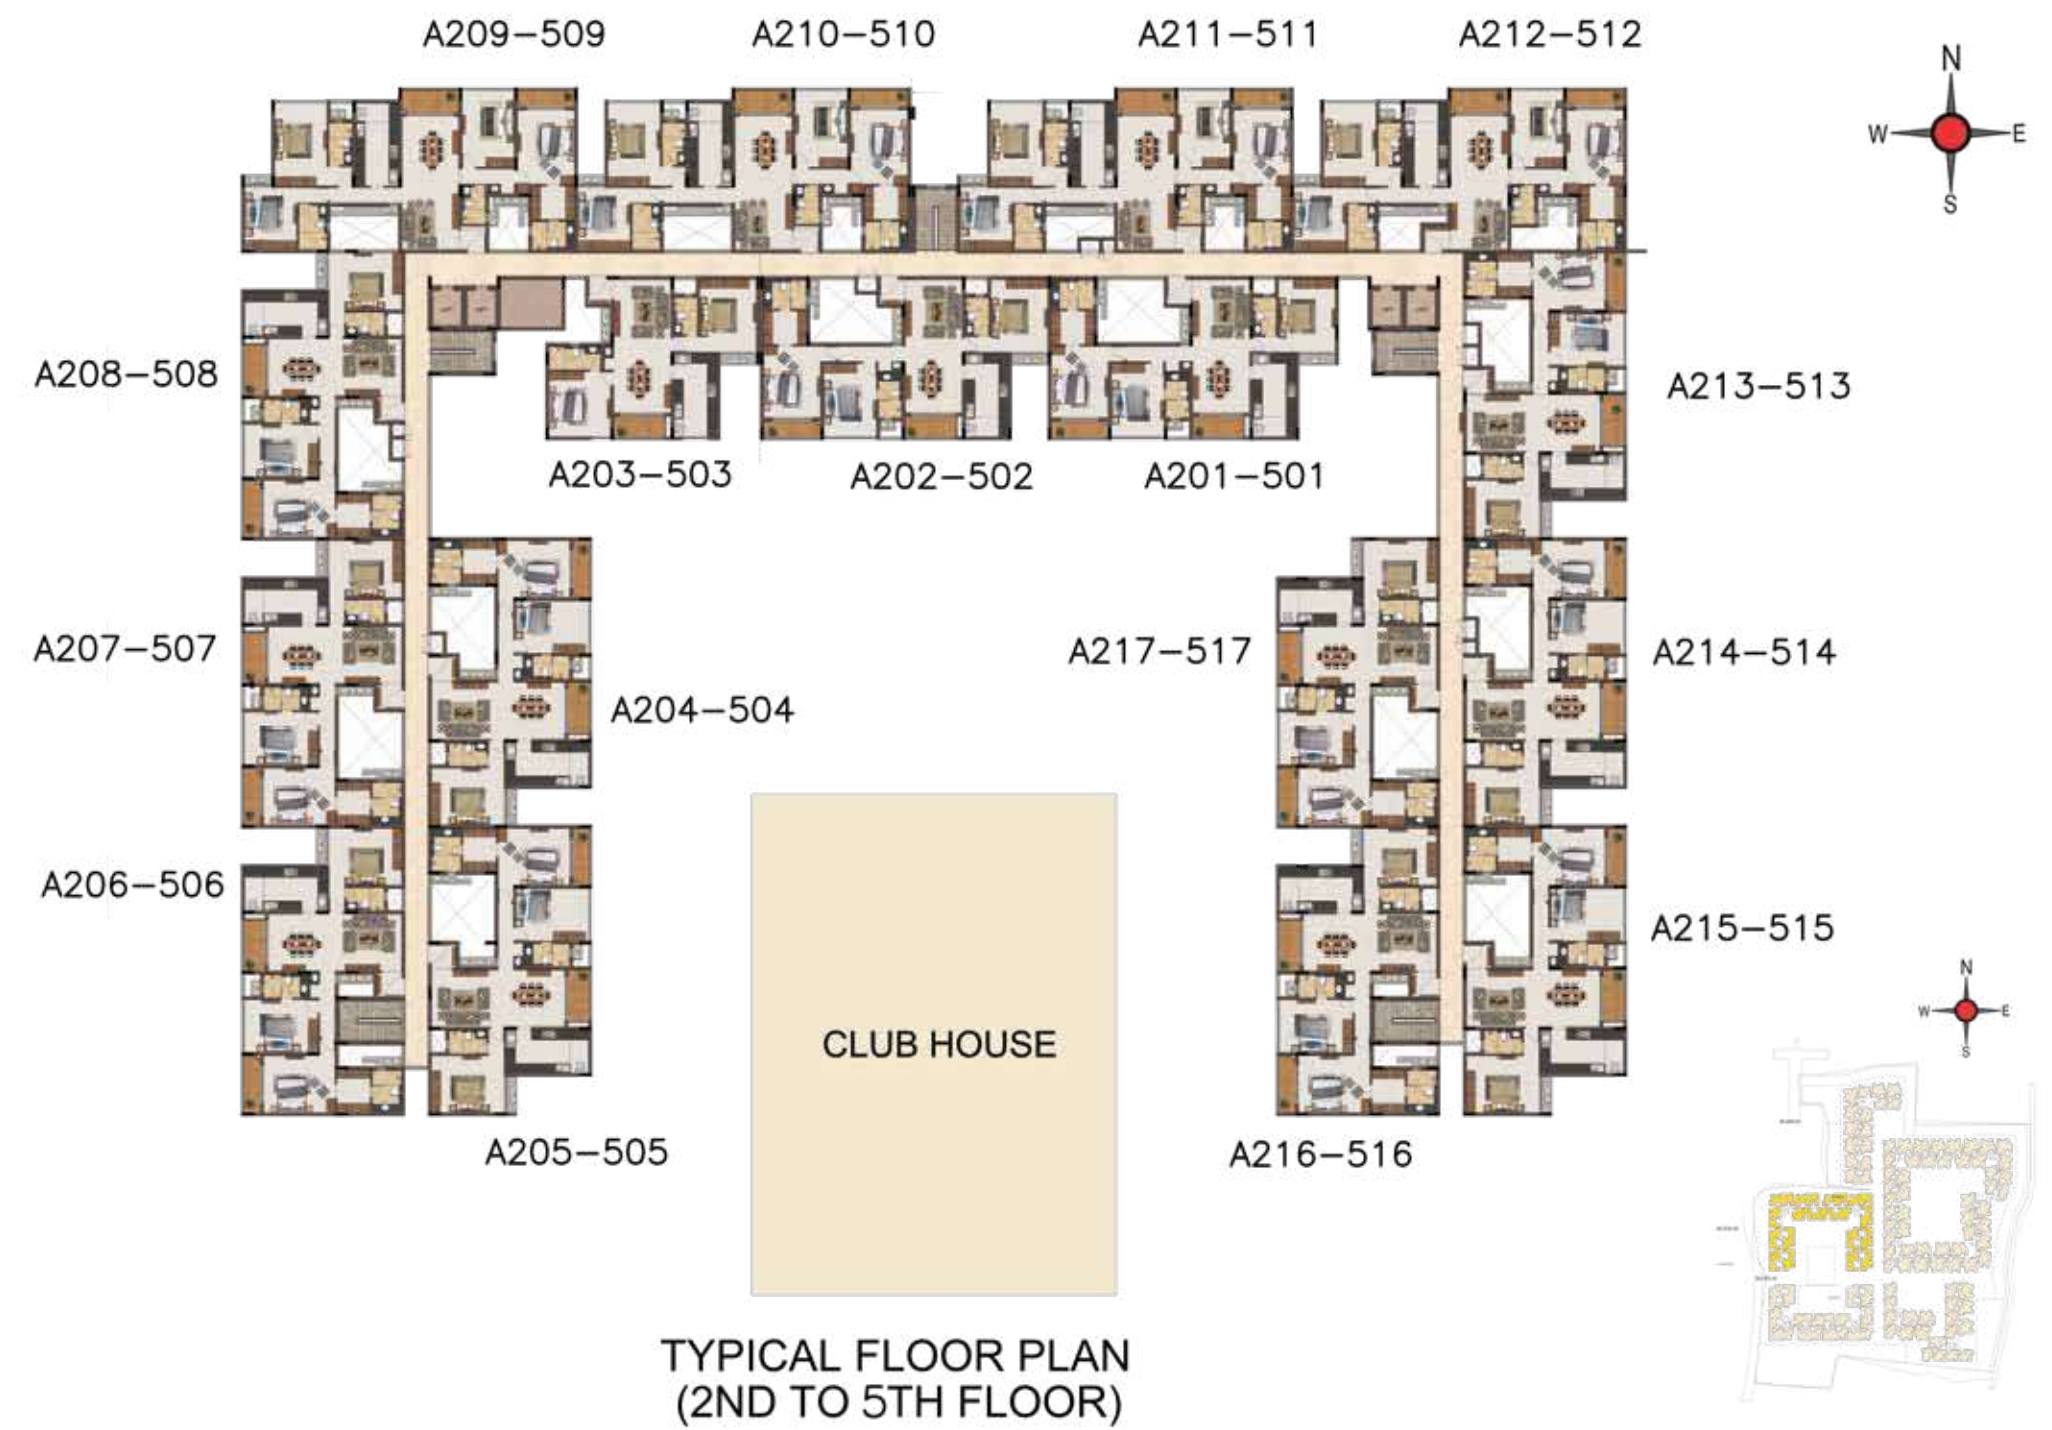 A209-509
A210-510
A211-511
A212-512
N
W
E
S
A208-508
A213-513
A203-503
A202-502
A201-501
A207-507
A217-517
A214-514
A204-504
A206-506
A215-515
N
W
E
S
CLUB HOUSE
A205-505
A216-516
TYPICAL FLOOR PLAN
(2ND TO 5TH FLOOR)